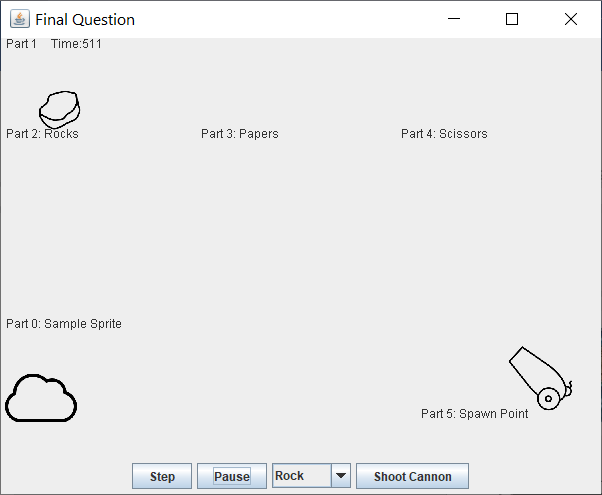 Final Question
Part 1 Time:511
Part 2: Rocks Part 3: Papers Part 4: Scissors
Part 0: Sample Sprite
Part 5: Spawn Point
Step Pause Rock Shoot Cannon